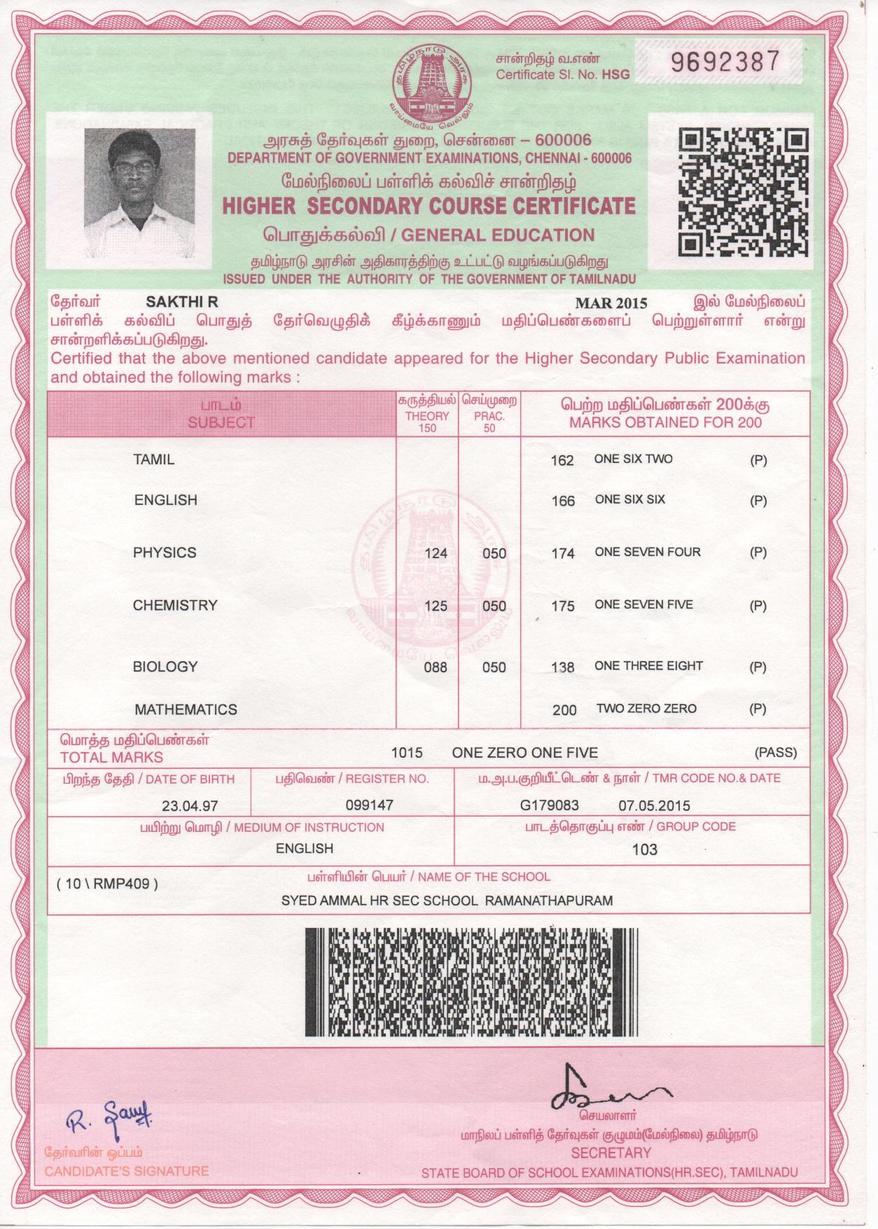 தமிழ்நாடு அரசு
வாய்மையே வெல்லும்
சான்றிதழ் வ.எண்
Certificate Sl. No. HSG 9692387
அரசுத் தேர்வுகள் துறை, சென்னை – 600006
DEPARTMENT OF GOVERNMENT EXAMINATIONS, CHENNAI - 600006
மேல்நிலைப் பள்ளிக் கல்விச் சான்றிதழ்
HIGHER SECONDARY COURSE CERTIFICATE
பொதுக்கல்வி / GENERAL EDUCATION
தமிழ்நாடு அரசின் அதிகாரத்திற்கு உட்பட்டு வழங்கப்படுகிறது
ISSUED UNDER THE AUTHORITY OF THE GOVERNMENT OF TAMILNADU
தேர்வர் SAKTHI R MAR 2015 இல் மேல்நிலைப்
பள்ளிக் கல்விப் பொதுத் தேர்வெழுதிக் கீழ்க்காணும் மதிப்பெண்களைப் பெற்றுள்ளார் என்று
சான்றளிக்கப்படுகிறது.
Certified that the above mentioned candidate appeared for the Higher Secondary Public Examination
and obtained the following marks :
பாடம் கருத்தியல் செய்முறை பெற்ற மதிப்பெண்கள் 200க்கு
SUBJECT THEORY 150 PRAC. 50 MARKS OBTAINED FOR 200
TAMIL 162 ONE SIX TWO (P)
ENGLISH 166 ONE SIX SIX (P)
PHYSICS 124 050 174 ONE SEVEN FOUR (P)
CHEMISTRY 125 050 175 ONE SEVEN FIVE (P)
BIOLOGY 088 050 138 ONE THREE EIGHT (P)
MATHEMATICS 200 TWO ZERO ZERO (P)
தமிழ்நாடு அரசு
வாய்மையே வெல்லும்
மொத்த மதிப்பெண்கள்
TOTAL MARKS 1015 ONE ZERO ONE FIVE (PASS)
பிறந்த தேதி / DATE OF BIRTH பதிவெண் / REGISTER NO. ம.அ.ப.குறியீட்டெண் & நாள் / TMR CODE NO.& DATE
23.04.97 099147 G179083 07.05.2015
பயிற்று மொழி / MEDIUM OF INSTRUCTION பாடத்தொகுப்பு எண் / GROUP CODE
ENGLISH 103
( 10 \ RMP409 ) பள்ளியின் பெயர் / NAME OF THE SCHOOL
SYED AMMAL HR SEC SCHOOL RAMANATHAPURAM
R.
தேர்வரின் ஒப்பம்
CANDIDATE'S SIGNATURE
செயலாளர்
மாநிலப் பள்ளித் தேர்வுகள் குழுமம்(மேல்நிலை) தமிழ்நாடு
SECRETARY
STATE BOARD OF SCHOOL EXAMINATIONS(HR.SEC), TAMILNADU